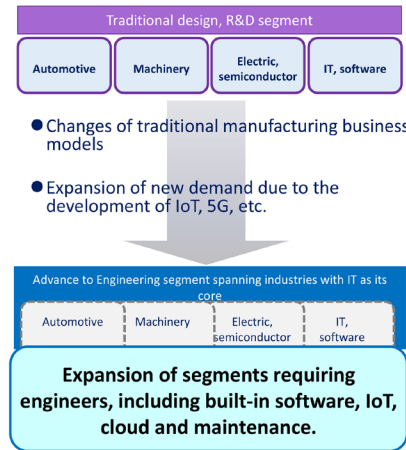 Traditional design, R&D segment
Automotive
Machinery
Electric,
semiconductor
IT, software
●Changes of traditional manufacturing business
models
●Expansion of new demand due to the
development of IoT, 5G, etc.
Advance to Engineering segment spanning industries with IT as its
core
Automotive
Machinery
Electric,
semiconductor
IT,
software
Expansion of segments requiring
engineers, including built-in software, IoT,
cloud and maintenance.